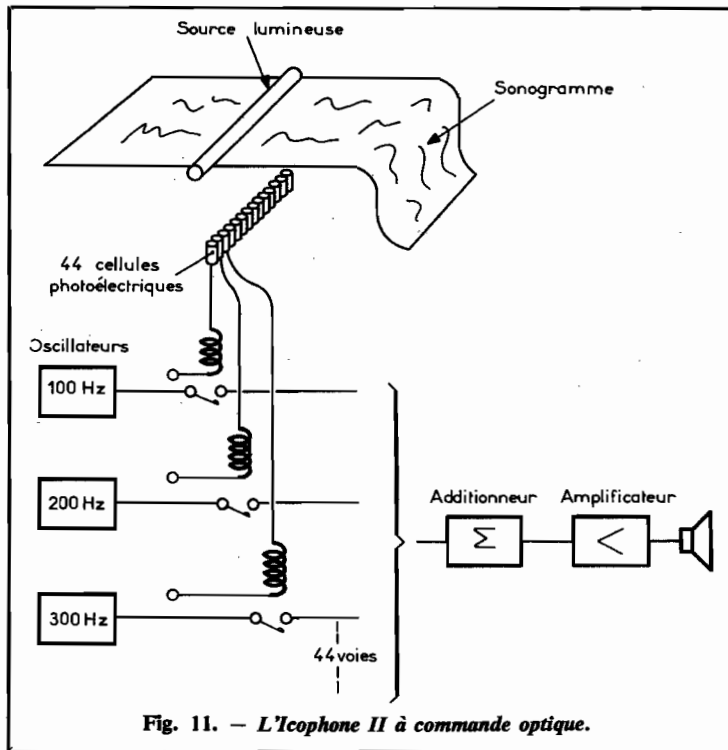 Source lumineuse
Sonogramme
44 cellules
photoélectriques
Oscillateurs
100 Hz
200 Hz
Additionneur
Amplificateur
Σ
<
300 Hz
44 voies
Fig. 11. — L'Icophone II à commande optique.